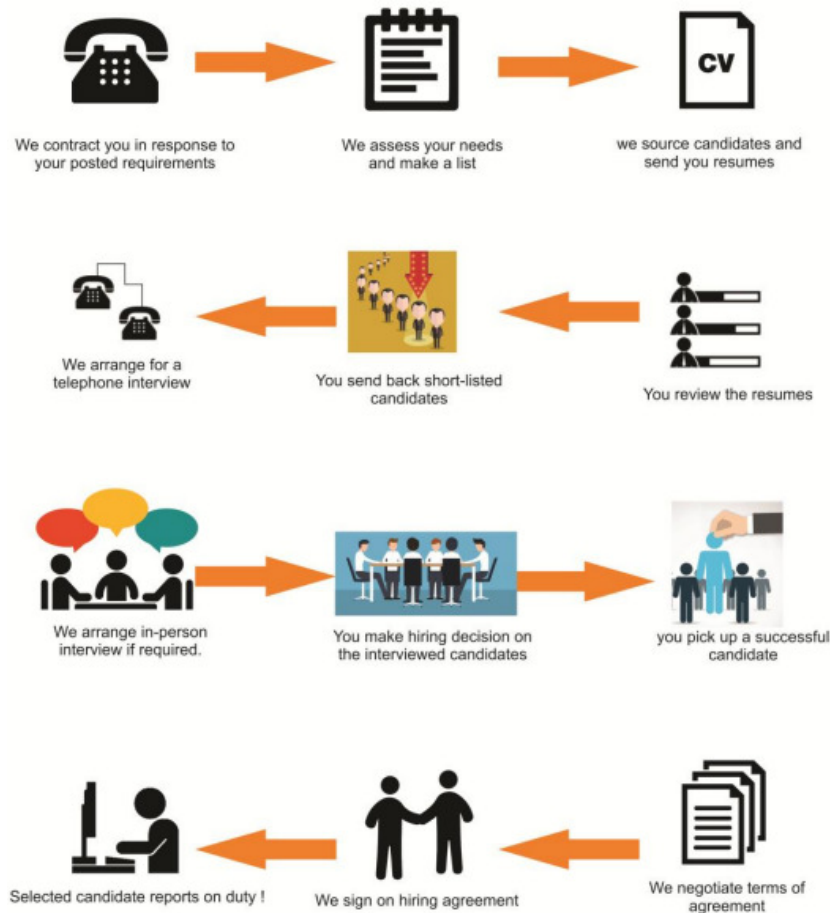 We contract you in response to
your posted requirements
We assess your needs
and make a list
CV
we source candidates and
send you resumes
We arrange for a
telephone interview
You send back short-listed
candidates
You review the resumes
We arrange in-person
interview if required.
You make hiring decision on
the interviewed candidates
you pick up a successful
candidate
Selected candidate reports on duty !
We sign on hiring agreement
We negotiate terms of
agreement